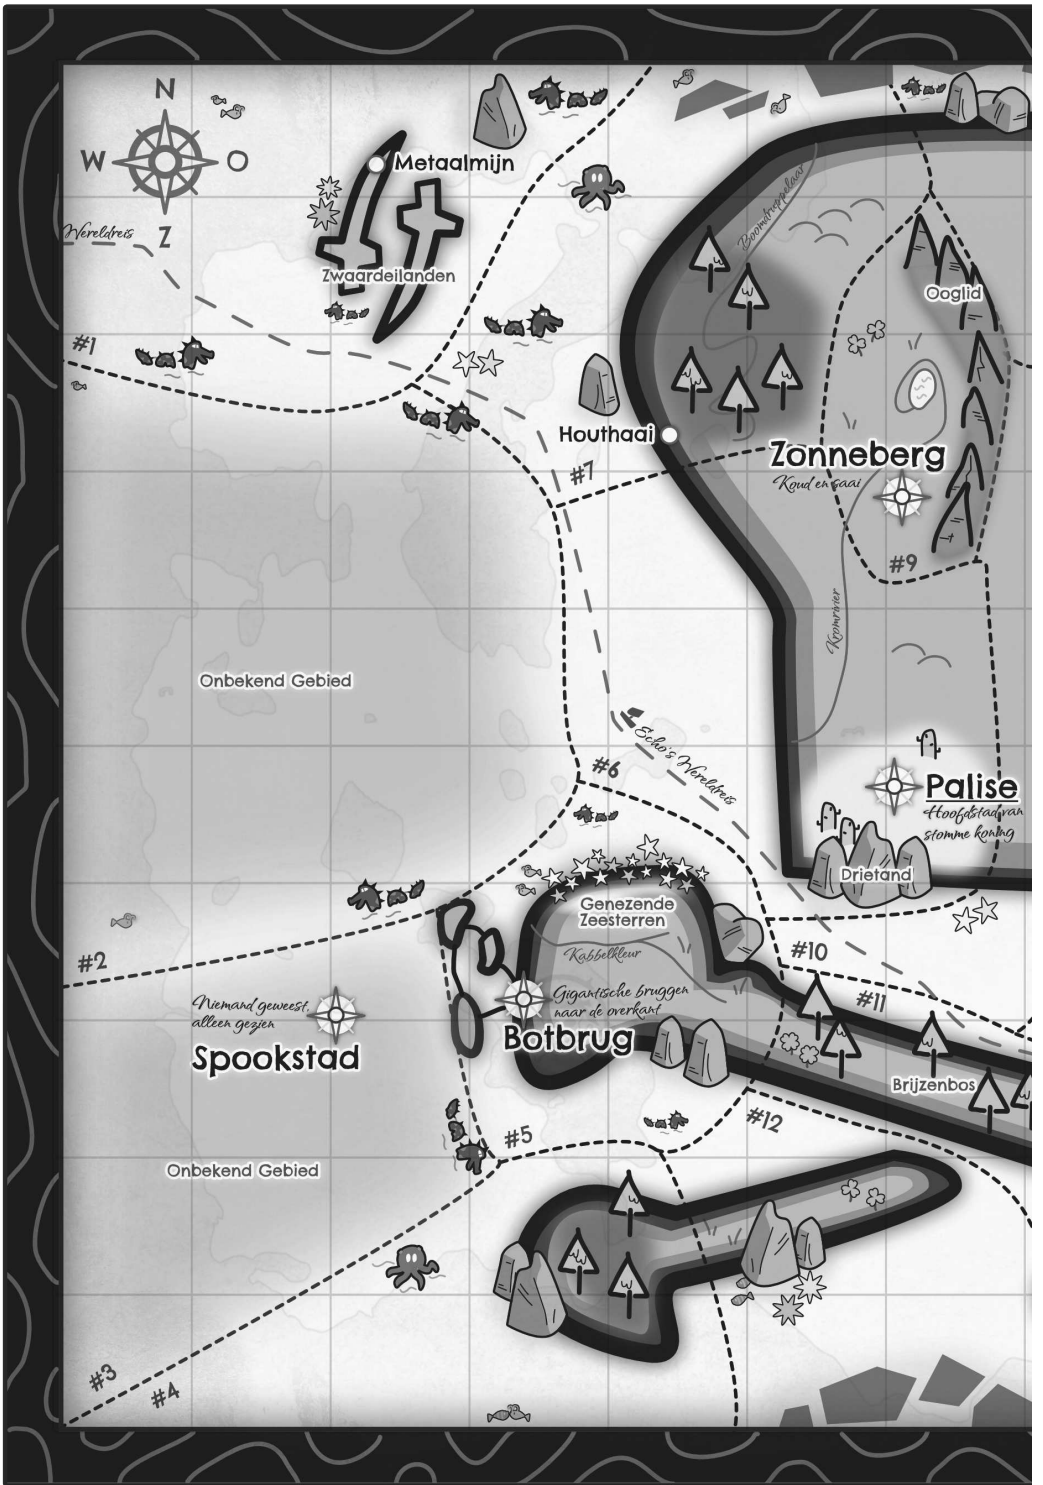 N
W
O
Z
Metaalmijn
Boomdruppelaar
Wereldreis
Zwaardeilanden
Ooglid
#1
Houthaai
Zonneberg
#7
Koud en saai
#9
Kromrivier
Onbekend Gebied
Echo's Wereldreis
#6
Palise
Hoofdstad van
stomme koning
Drietand
Genezende
Zeesterren
Kabbelkleur
#2
#10
Niemand geweest,
alleen gezien
Gigantische bruggen
naar de overkant
#11
Spookstad
Botbrug
Brijzenbos
#12
#5
Onbekend Gebied
#3
#4